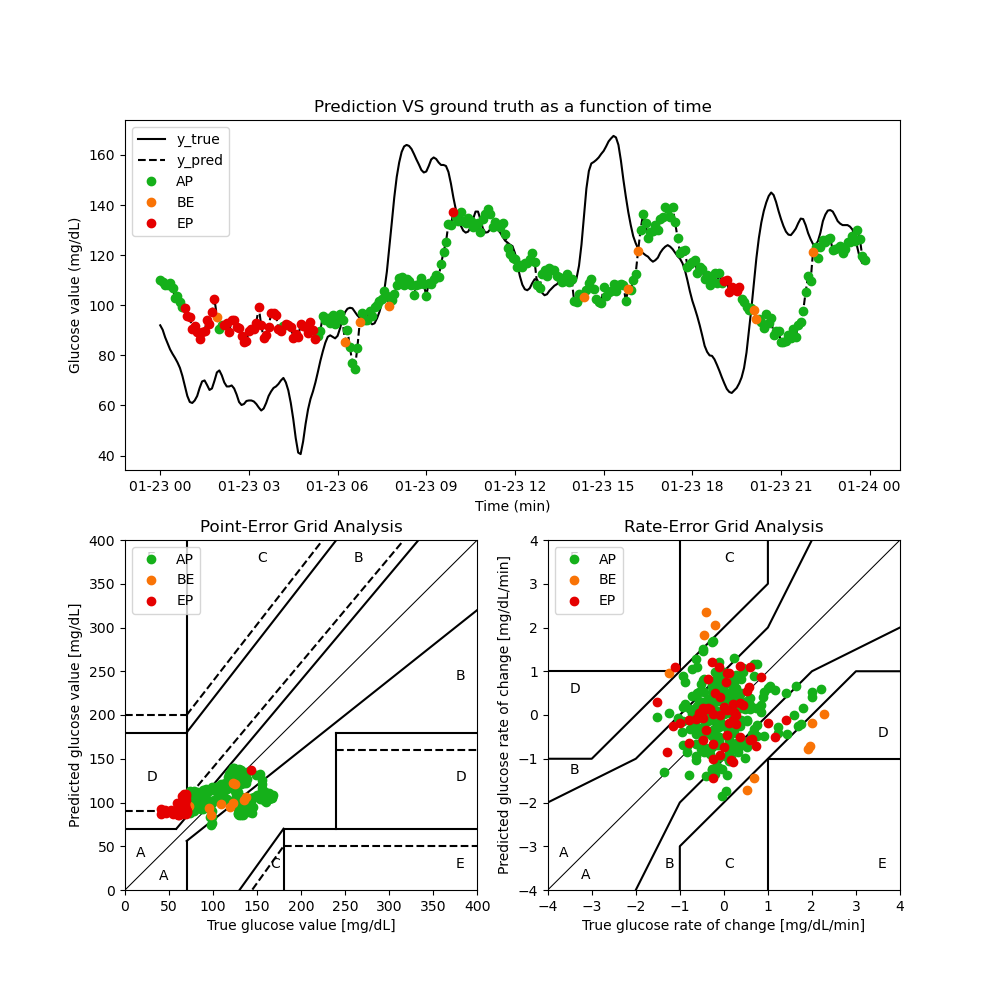 Prediction VS ground truth as a function of time
Glucose value (mg/dL)
160
140
120
100
80
60
40
y_true
y_pred
AP
BE
EP
01-23 00 01-23 03 01-23 06 01-23 09 01-23 12 01-23 15 01-23 18 01-23 21 01-24 00
Time (min)
Point-Error Grid Analysis
Predicted glucose value [mg/dL]
400
350
300
250
200
150
100
50
0
AP
BE
EP
C
B
B
D
D
A
A
C
E
0 50 100 150 200 250 300 350 400
True glucose value [mg/dL]
Rate-Error Grid Analysis
Predicted glucose rate of change [mg/dL/min]
4
3
2
1
0
−1
−2
−3
−4
AP
BE
EP
C
D
D
B
A
A
B
C
E
−4 −3 −2 −1 0 1 2 3 4
True glucose rate of change [mg/dL/min]